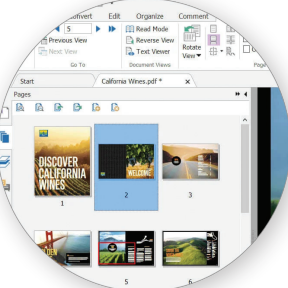 Convert Edit Organize Comment
5
Read Mode
Previous View
Reverse View
Next View
Text Viewer
Rotate
View
Go To
Document Views
Page
Start
California Wines.pdf *
Pages
DISCOVER
CALIFORNIA
WINES
WELCOME
1
2
3
5
6